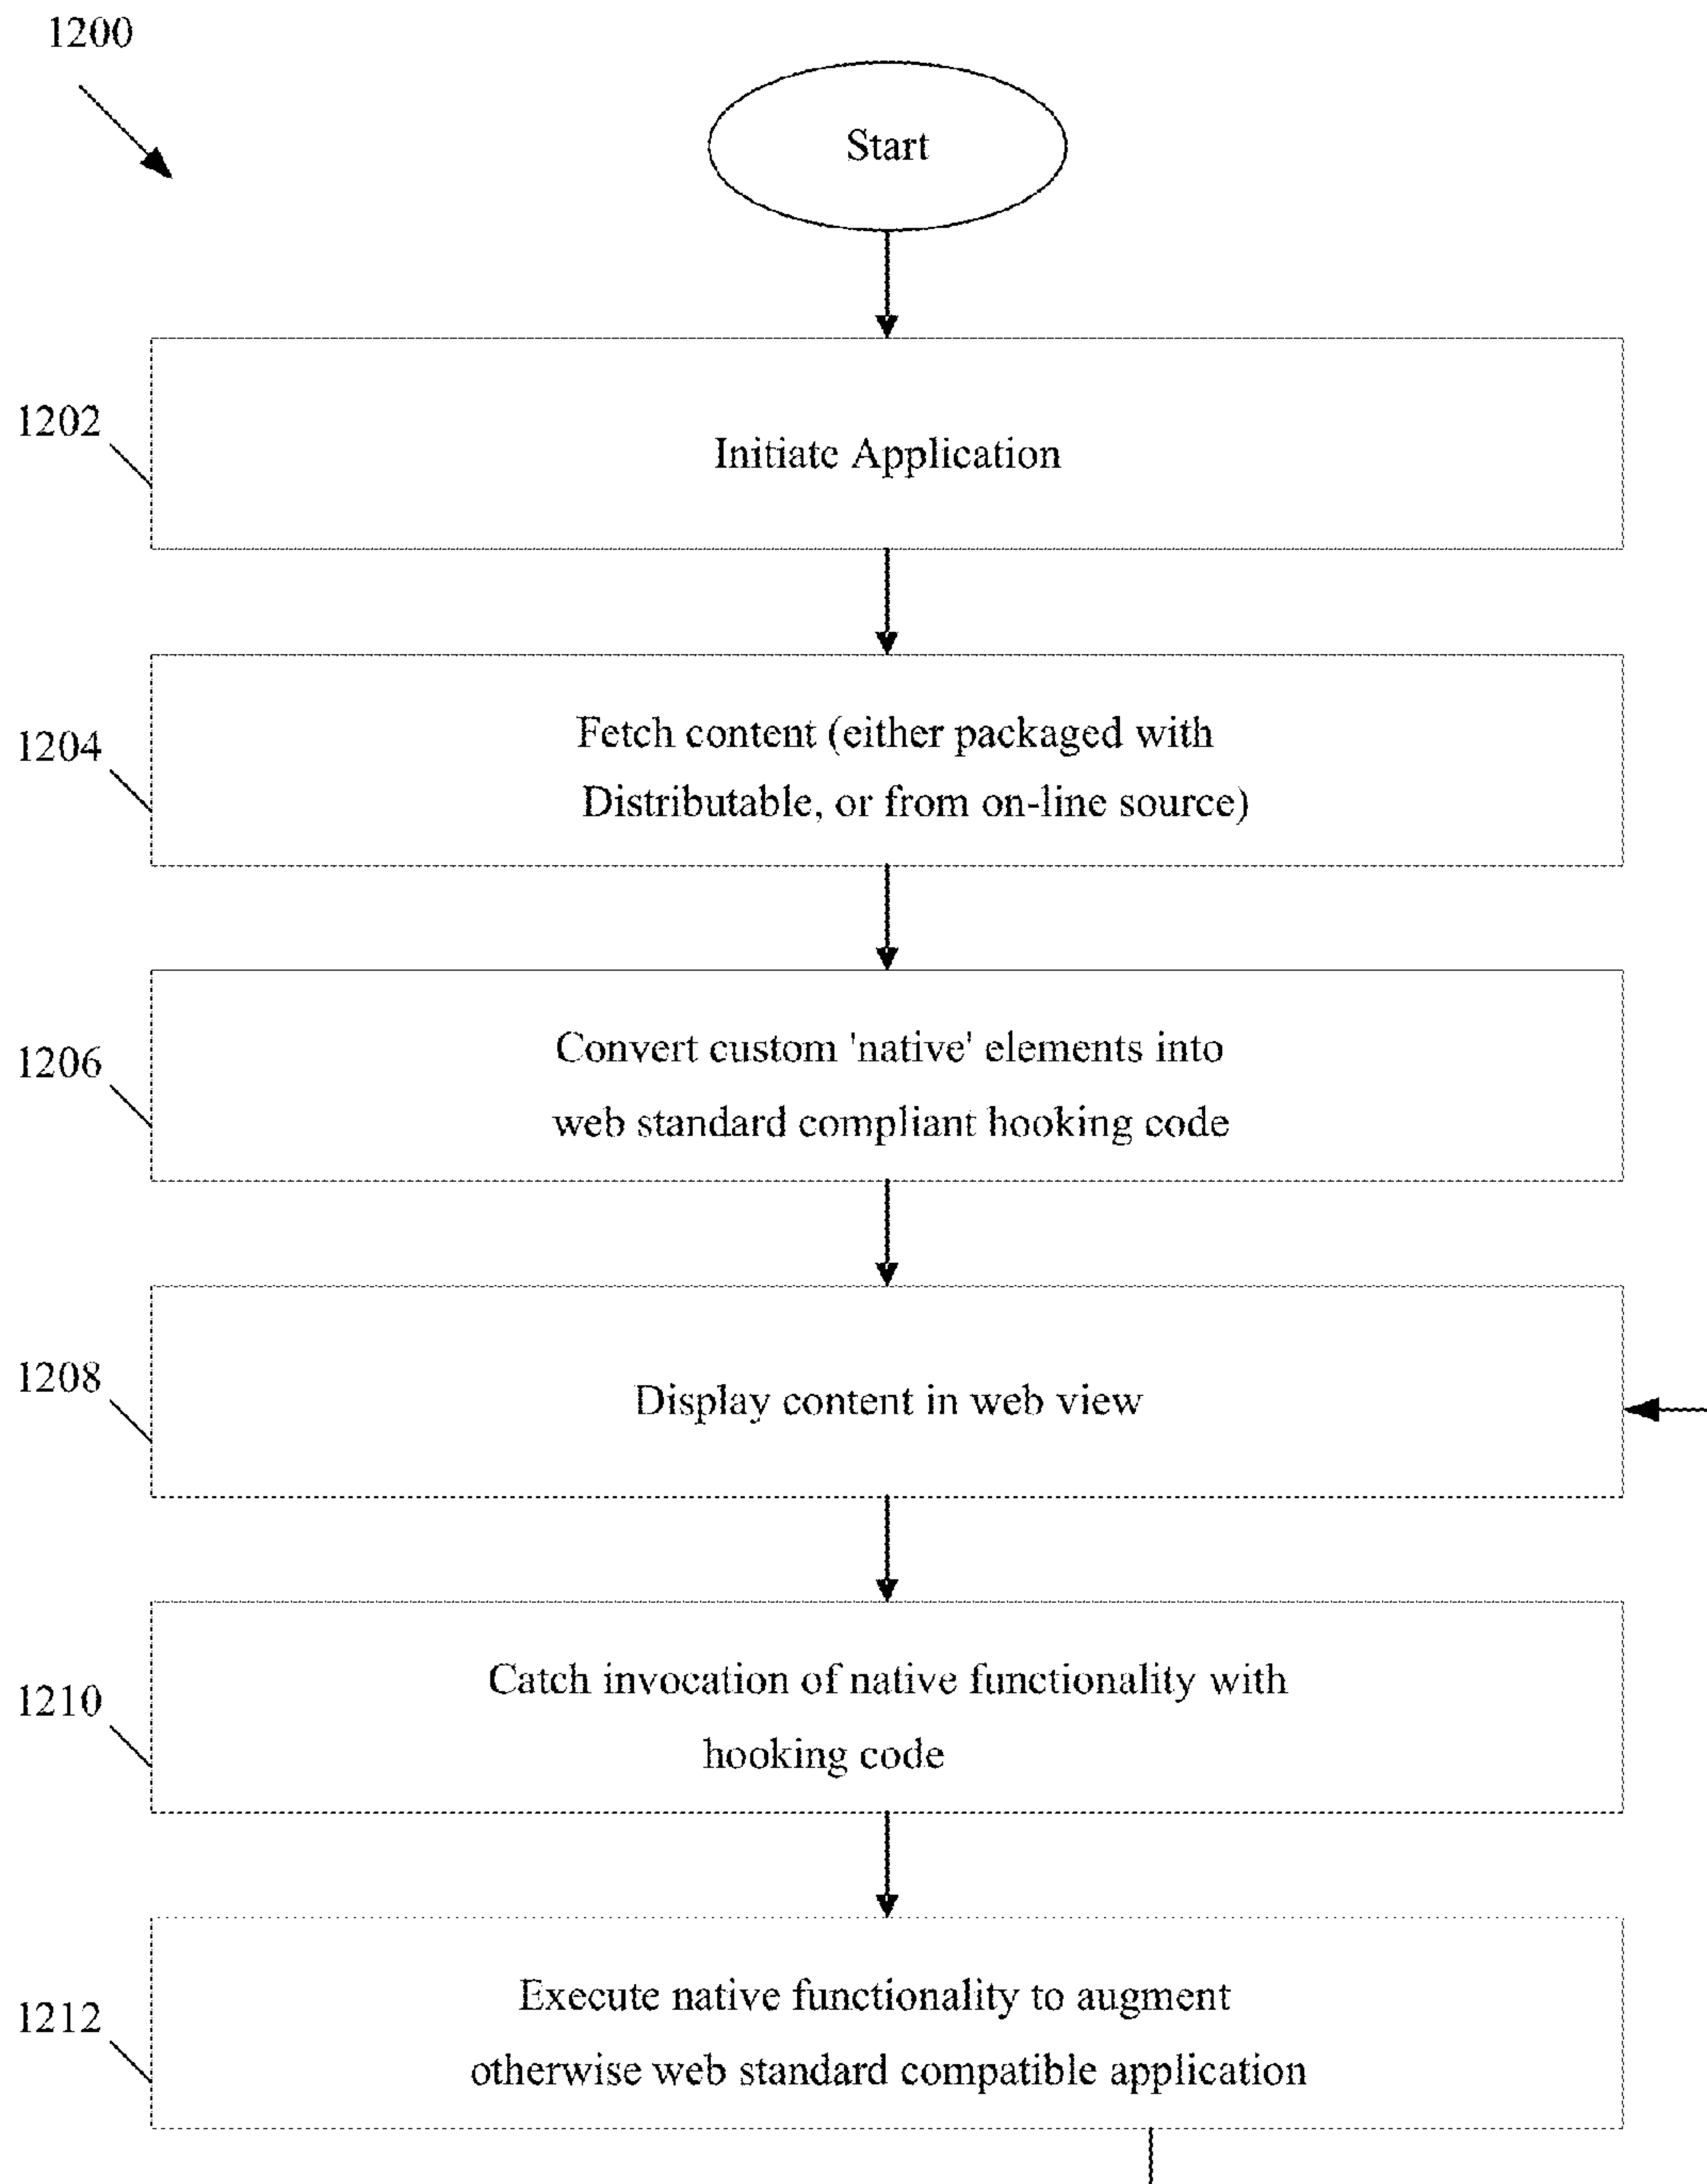 1200
Start
1202
Initiate Application
1204
Fetch content (either packaged with
Distributable, or from on-line source)
1206
Convert custom 'native' elements into
web standard compliant hooking code
1208
Display content in web view
1210
Catch invocation of native functionality with
hooking code
1212
Execute native functionality to augment
otherwise web standard compatible application